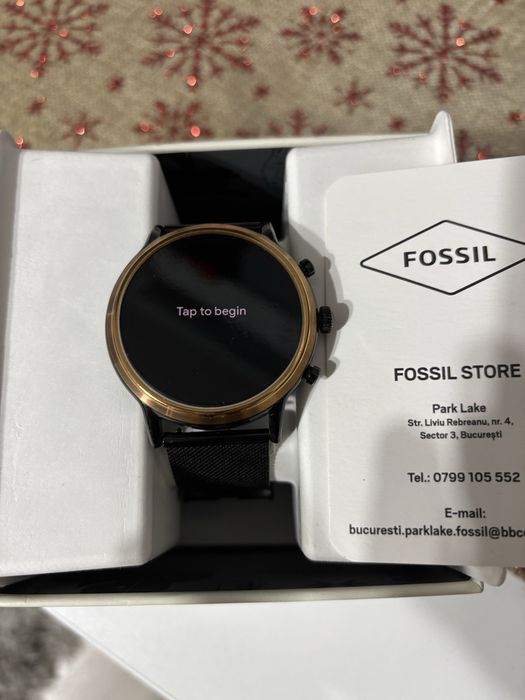 Tap to begin
FOSSIL
FOSSIL STORE
Park Lake
Str. Liviu Rebreanu, nr. 4,
Sector 3, Bucureşti
Tel.: 0799 105 552
E-mail:
bucuresti.parklake.fossil@bbc